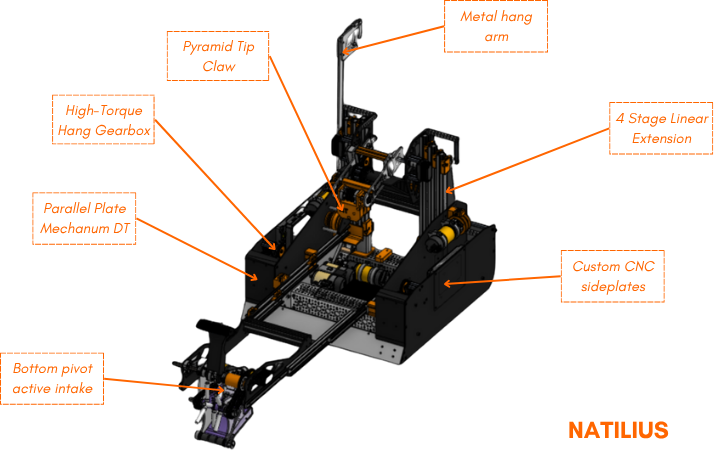 Metal hang
arm
Pyramid Tip
Claw
High-Torque
Hang Gearbox
4 Stage Linear
Extension
Parallel Plate
Mechanum DT
Custom CNC
sideplates
Bottom pivot
active intake
NATILIUS